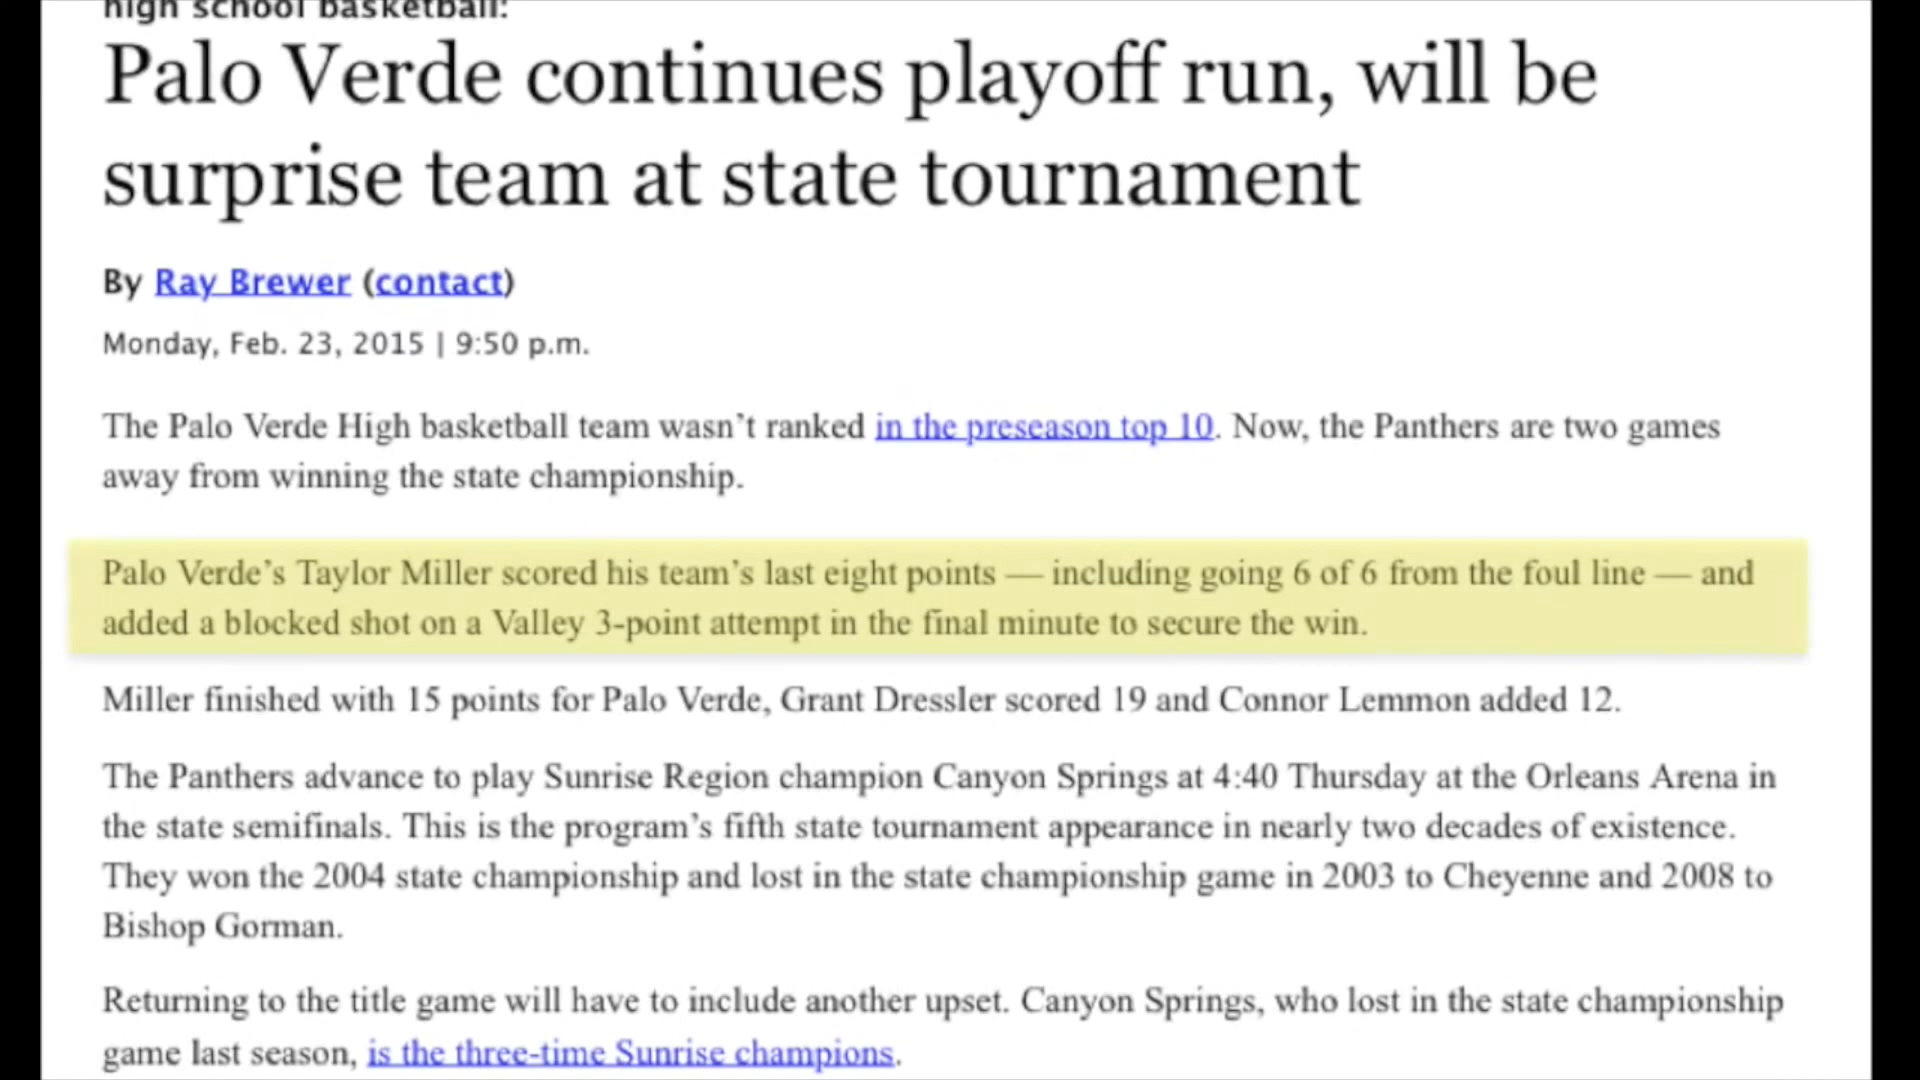 high school basketball:
Palo Verde continues playoff run, will be
surprise team at state tournament
By Ray Brewer (contact)
Monday, Feb. 23, 2015 | 9:50 p.m.
The Palo Verde High basketball team wasn’t ranked in the preseason top 10. Now, the Panthers are two games
away from winning the state championship.
Palo Verde’s Taylor Miller scored his team’s last eight points — including going 6 of 6 from the foul line — and
added a blocked shot on a Valley 3-point attempt in the final minute to secure the win.
Miller finished with 15 points for Palo Verde, Grant Dressler scored 19 and Connor Lemmon added 12.
The Panthers advance to play Sunrise Region champion Canyon Springs at 4:40 Thursday at the Orleans Arena in
the state semifinals. This is the program’s fifth state tournament appearance in nearly two decades of existence.
They won the 2004 state championship and lost in the state championship game in 2003 to Cheyenne and 2008 to
Bishop Gorman.
Returning to the title game will have to include another upset. Canyon Springs, who lost in the state championship
game last season, is the three-time Sunrise champions.